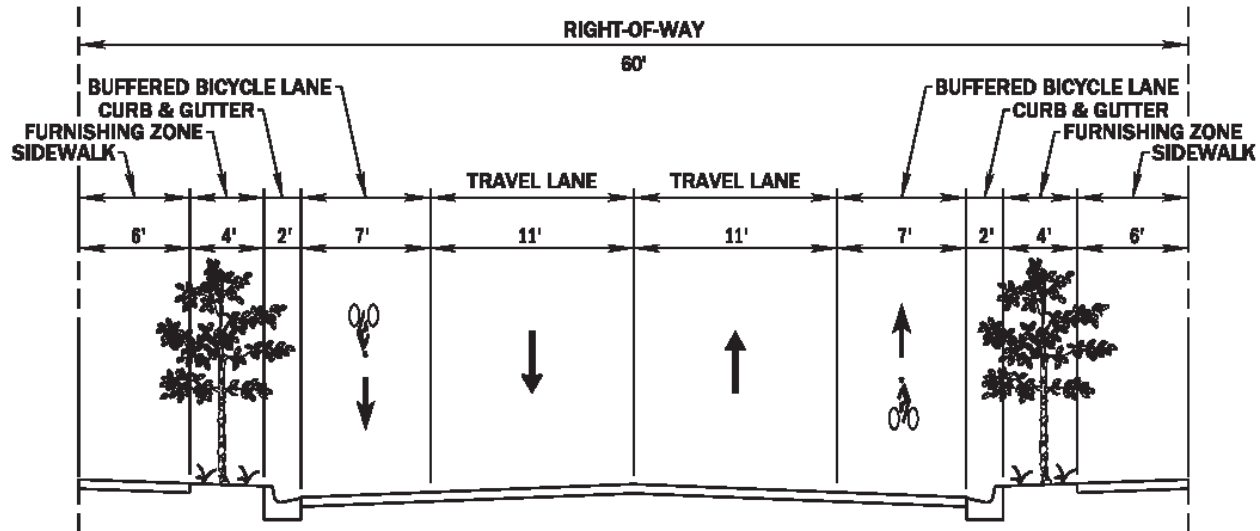 RIGHT-OF-WAY
60'
BUFFERED BICYCLE LANE
CURB & GUTTER
FURNISHING ZONE
SIDEWALK
BUFFERED BICYCLE LANE
CURB & GUTTER
FURNISHING ZONE
SIDEWALK
TRAVEL LANE TRAVEL LANE
6' 4' 2' 7' 11' 11' 7' 2' 4' 6'